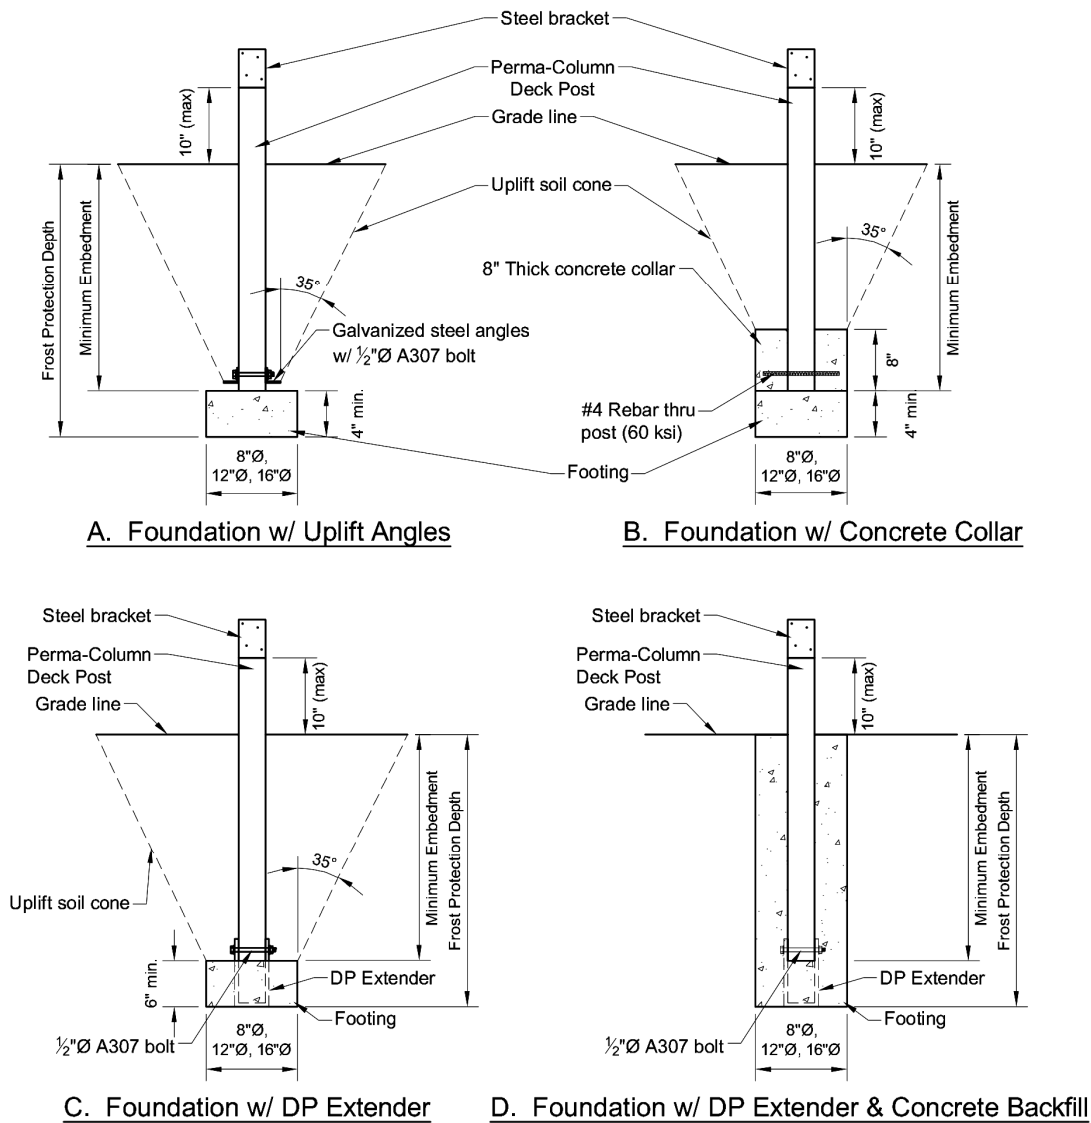 Steel bracket
Perma-Column
Deck Post
Grade line
Uplift soil cone
10" (max)
10" (max)
Frost Protection Depth
Minimum Embedment
Minimum Embedment
35°
35°
8" Thick concrete collar
Galvanized steel angles
w/ ½"Ø A307 bolt
8"
4" min.
4" min.
#4 Rebar thru
post (60 ksi)
Footing
8"Ø,
12"Ø, 16"Ø
8"Ø,
12"Ø, 16"Ø
A. Foundation w/ Uplift Angles
B. Foundation w/ Concrete Collar
Steel bracket
Perma-Column
Deck Post
Grade line
10" (max)
Minimum Embedment
Frost Protection Depth
35°
Uplift soil cone
6" min.
DP Extender
Footing
½"Ø A307 bolt
8"Ø,
12"Ø, 16"Ø
C. Foundation w/ DP Extender
Steel bracket
Perma-Column
Deck Post
Grade line
10" (max)
Minimum Embedment
Frost Protection Depth
DP Extender
Footing
½"Ø A307 bolt
8"Ø,
12"Ø, 16"Ø
D. Foundation w/ DP Extender & Concrete Backfill